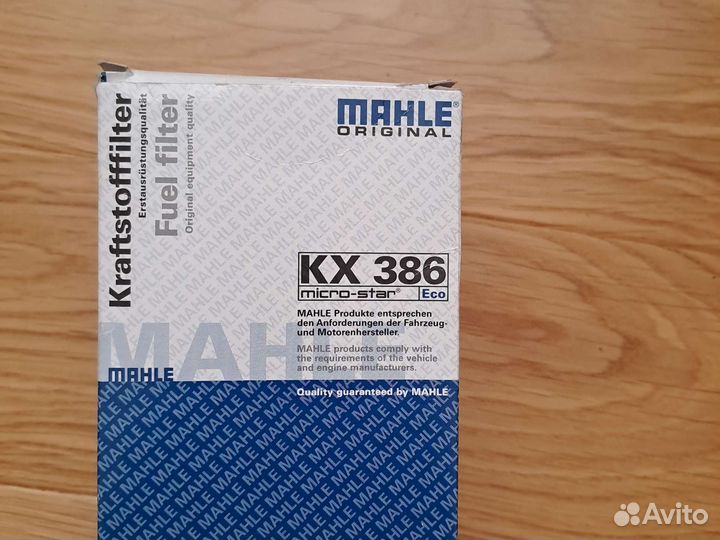 Kraftstofffilter
Erstausrüstungsqualität
Fuel filter
Original equipment quality
MAHLE®
ORIGINAL
KX 386
micro-star® Eco
MAHLE Produkte entsprechen
den Anforderungen der Fahrzeug-
und Motorenhersteller.
MAHLE products comply with
the requirements of the vehicle
and engine manufacturers.
MAHLE
MAHLE
Quality guaranteed by MAHLE
Avito